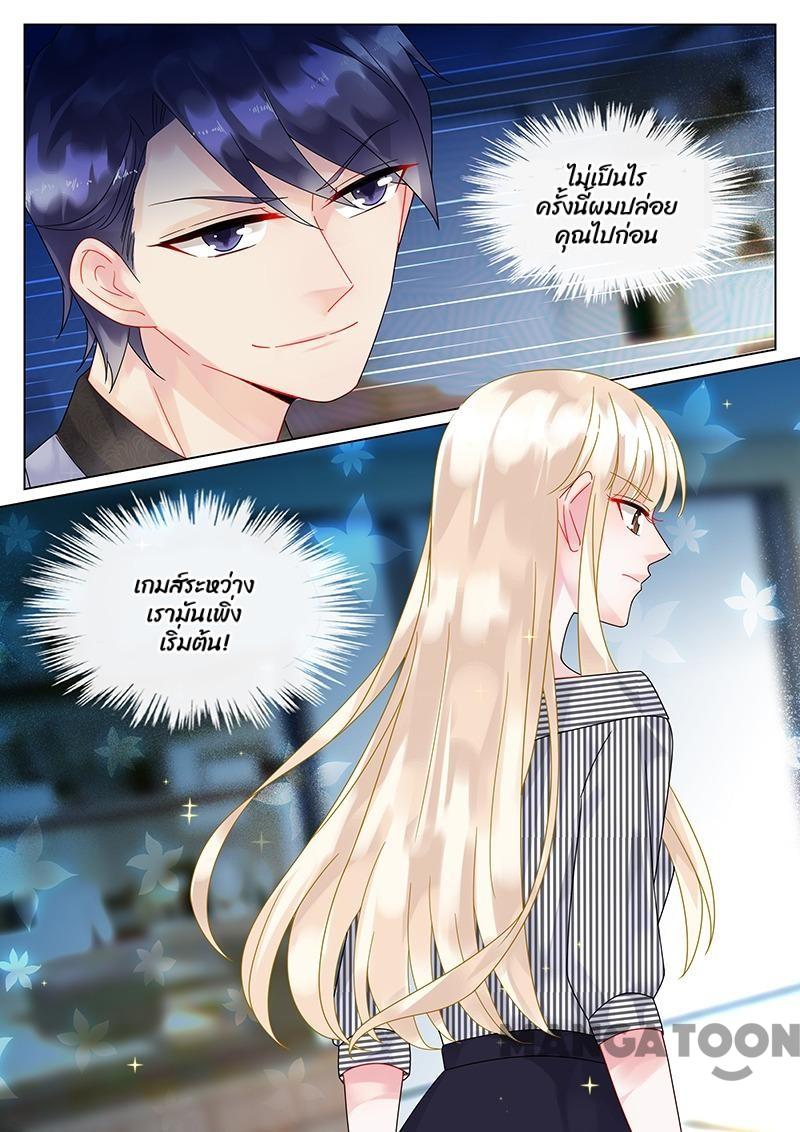 ไม่เป็นไร
ครั้งนี้ผมปล่อย
คุณไปก่อน
เกมส์ระหว่าง
เรามันเพิ่ง
เริ่มต้น!
MANGATOON